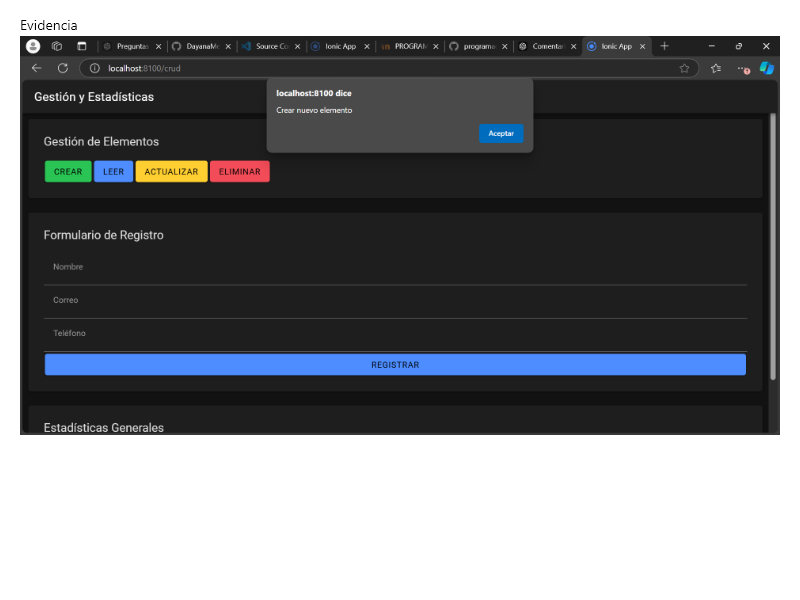 Evidencia
Pregunta: DayanaMe Source Co Ionic App PROGRAM programa Comentar Ionic App
localhost:8100/crud
Gestión y Estadísticas
localhost:8100 dice
Crear nuevo elemento
Aceptar
Gestión de Elementos
CREAR LEER ACTUALIZAR ELIMINAR
Formulario de Registro
Nombre
Correo
Teléfono
REGISTRAR
Estadísticas Generales